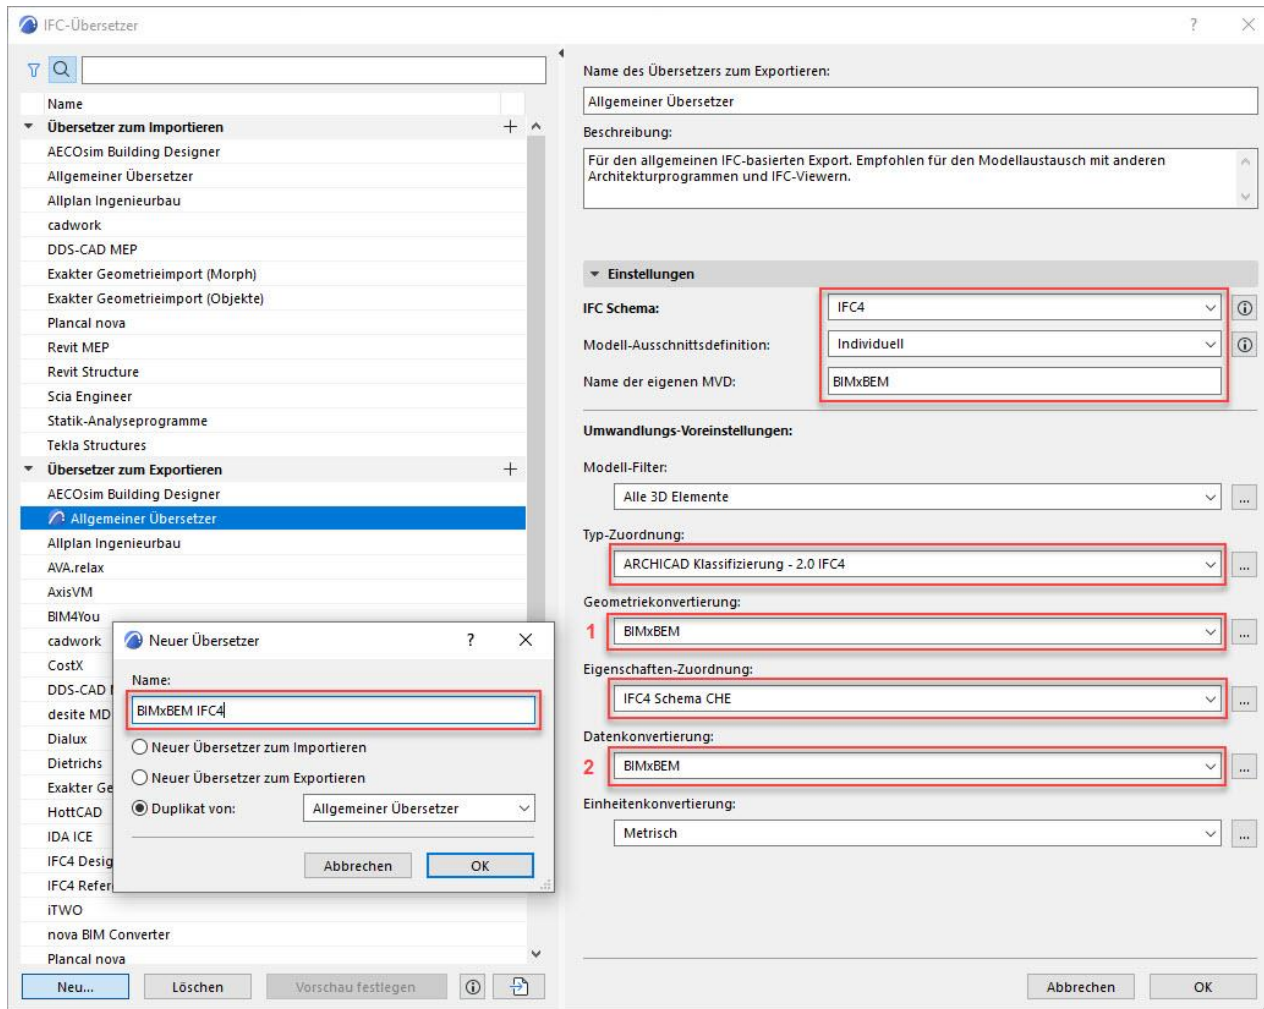 IFC-Übersetzer
?
Name
Übersetzer zum Importieren
AECOsim Building Designer
Allgemeiner Übersetzer
Allplan Ingenieurbau
cadwork
DDS-CAD MEP
Exakter Geometrieimport (Morph)
Exakter Geometrieimport (Objekte)
Plancal nova
Revit MEP
Revit Structure
Scia Engineer
Statik-Analyseprogramme
Tekla Structures
Übersetzer zum Exportieren
AECOsim Building Designer
Allgemeiner Übersetzer
Allplan Ingenieurbau
AVA.relax
AxisVM
BIM4You
cadwork
CostX
DDS-CAD
desite MD
Dialux
Dietrichs
Exakter Ge
HottCAD
IDA ICE
IFC4 Desig
IFC4 Refer
iTWO
nova BIM Converter
Plancal nova
Neu...
Löschen
Vorschau festlegen
Neuer Übersetzer
?
Name:
BIMxBEM IFC4
Neuer Übersetzer zum Importieren
Neuer Übersetzer zum Exportieren
Duplikat von:
Allgemeiner Übersetzer
Abbrechen
OK
Name des Übersetzers zum Exportieren:
Allgemeiner Übersetzer
Beschreibung:
Für den allgemeinen IFC-basierten Export. Empfohlen für den Modellaustausch mit anderen
Architekturprogrammen und IFC-Viewern.
Einstellungen
IFC Schema:
IFC4
Modell-Ausschnittsdefinition:
Individuell
Name der eigenen MVD:
BIMxBEM
Umwandlungs-Voreinstellungen:
Modell-Filter:
Alle 3D Elemente
...
Typ-Zuordnung:
ARCHICAD Klassifizierung - 2.0 IFC4
...
Geometriekonvertierung:
1
BIMxBEM
...
Eigenschaften-Zuordnung:
IFC4 Schema CHE
...
Datenkonvertierung:
2
BIMxBEM
...
Einheitenkonvertierung:
Metrisch
...
Abbrechen
OK